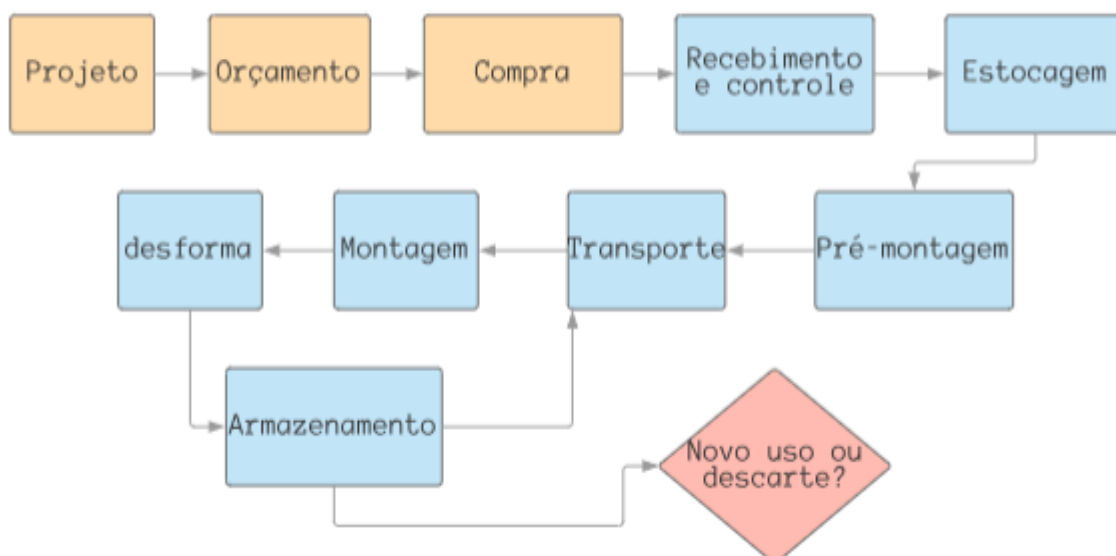 Projeto
Orçamento
Compra
Recebimento
e controle
Estocagem
desforma
Montagem
Transporte
Pré-montagem
Armazenamento
Novo uso ou
descarte?